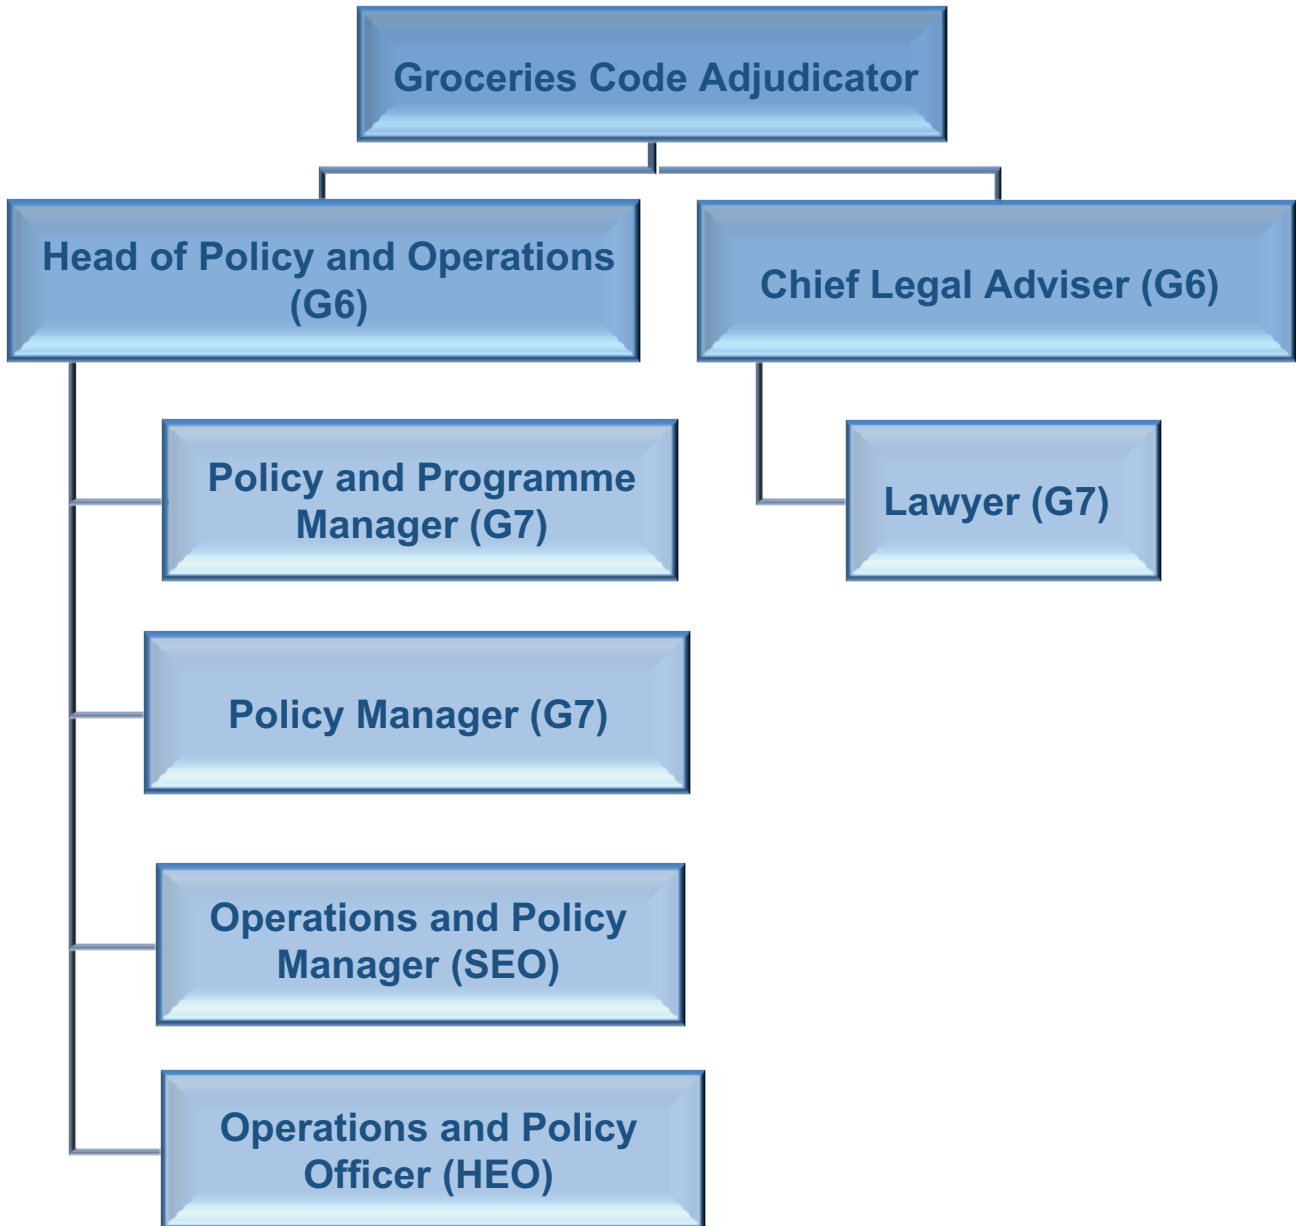 Groceries Code Adjudicator
Head of Policy and Operations
(G6)
Chief Legal Adviser (G6)
Policy and Programme
Manager (G7)
Lawyer (G7)
Policy Manager (G7)
Operations and Policy
Manager (SEO)
Operations and Policy
Officer (HEO)